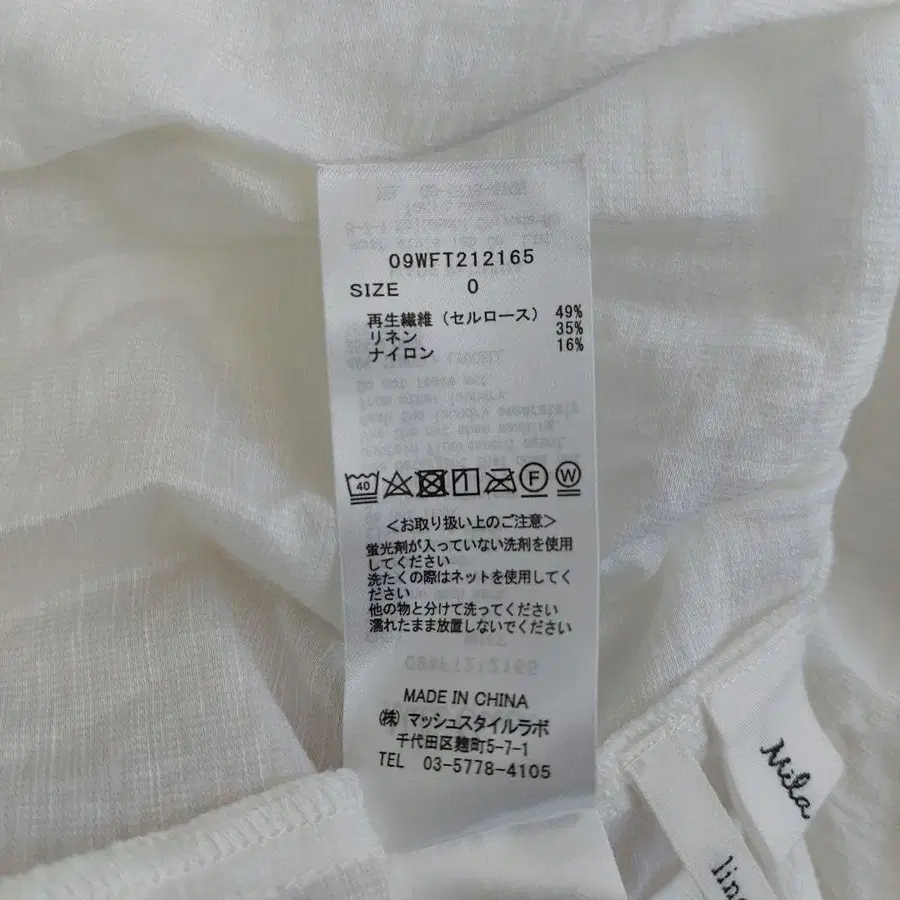 09WFT212165
SIZE 0
再生繊維（セルロース） 49%
リネン 35%
ナイロン 16%
40 F W
＜お取り扱い上のご注意＞
蛍光剤が入っていない洗剤を使用
してください
洗たくの際はネットを使用してく
ださい
他の物と分けて洗ってください
濡れたまま放置しないでください
MADE IN CHINA
(株) マッシュスタイルラボ
千代田区麹町5-7-1
TEL 03-5778-4105
Mila